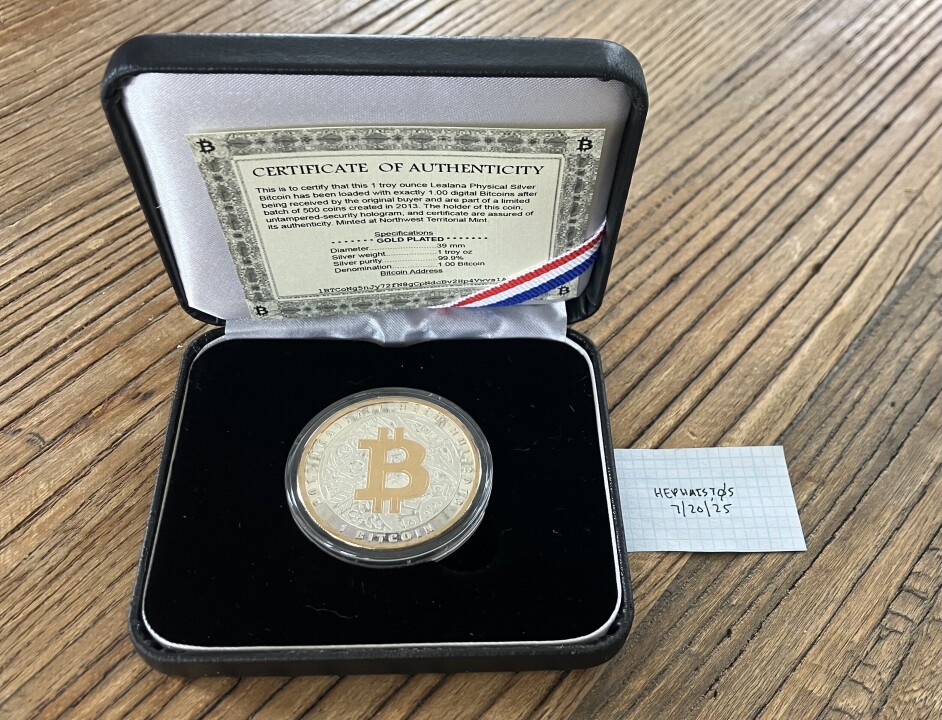 CERTIFICATE OF AUTHENTICITY
This is to certify that this 1 troy ounce Lealana Physical Silver
Bitcoin has been loaded with exactly 1.00 digital Bitcoins after
being received by the original buyer and are part of a limited
batch of 500 coins created in 2013. The holder of this coin,
untampered-security hologram, and certificate are assured of
its authenticity. Minted at Northwest Territorial Mint.
Specifications
*******GOLD PLATED*******
Diameter..............................39 mm
Silver weight....................1 troy oz
Silver purity.......................99.9%
Denomination................1.00 Bitcoin
Bitcoin Address
1 BITCOIN
HEPHAISTOS
7/20/25